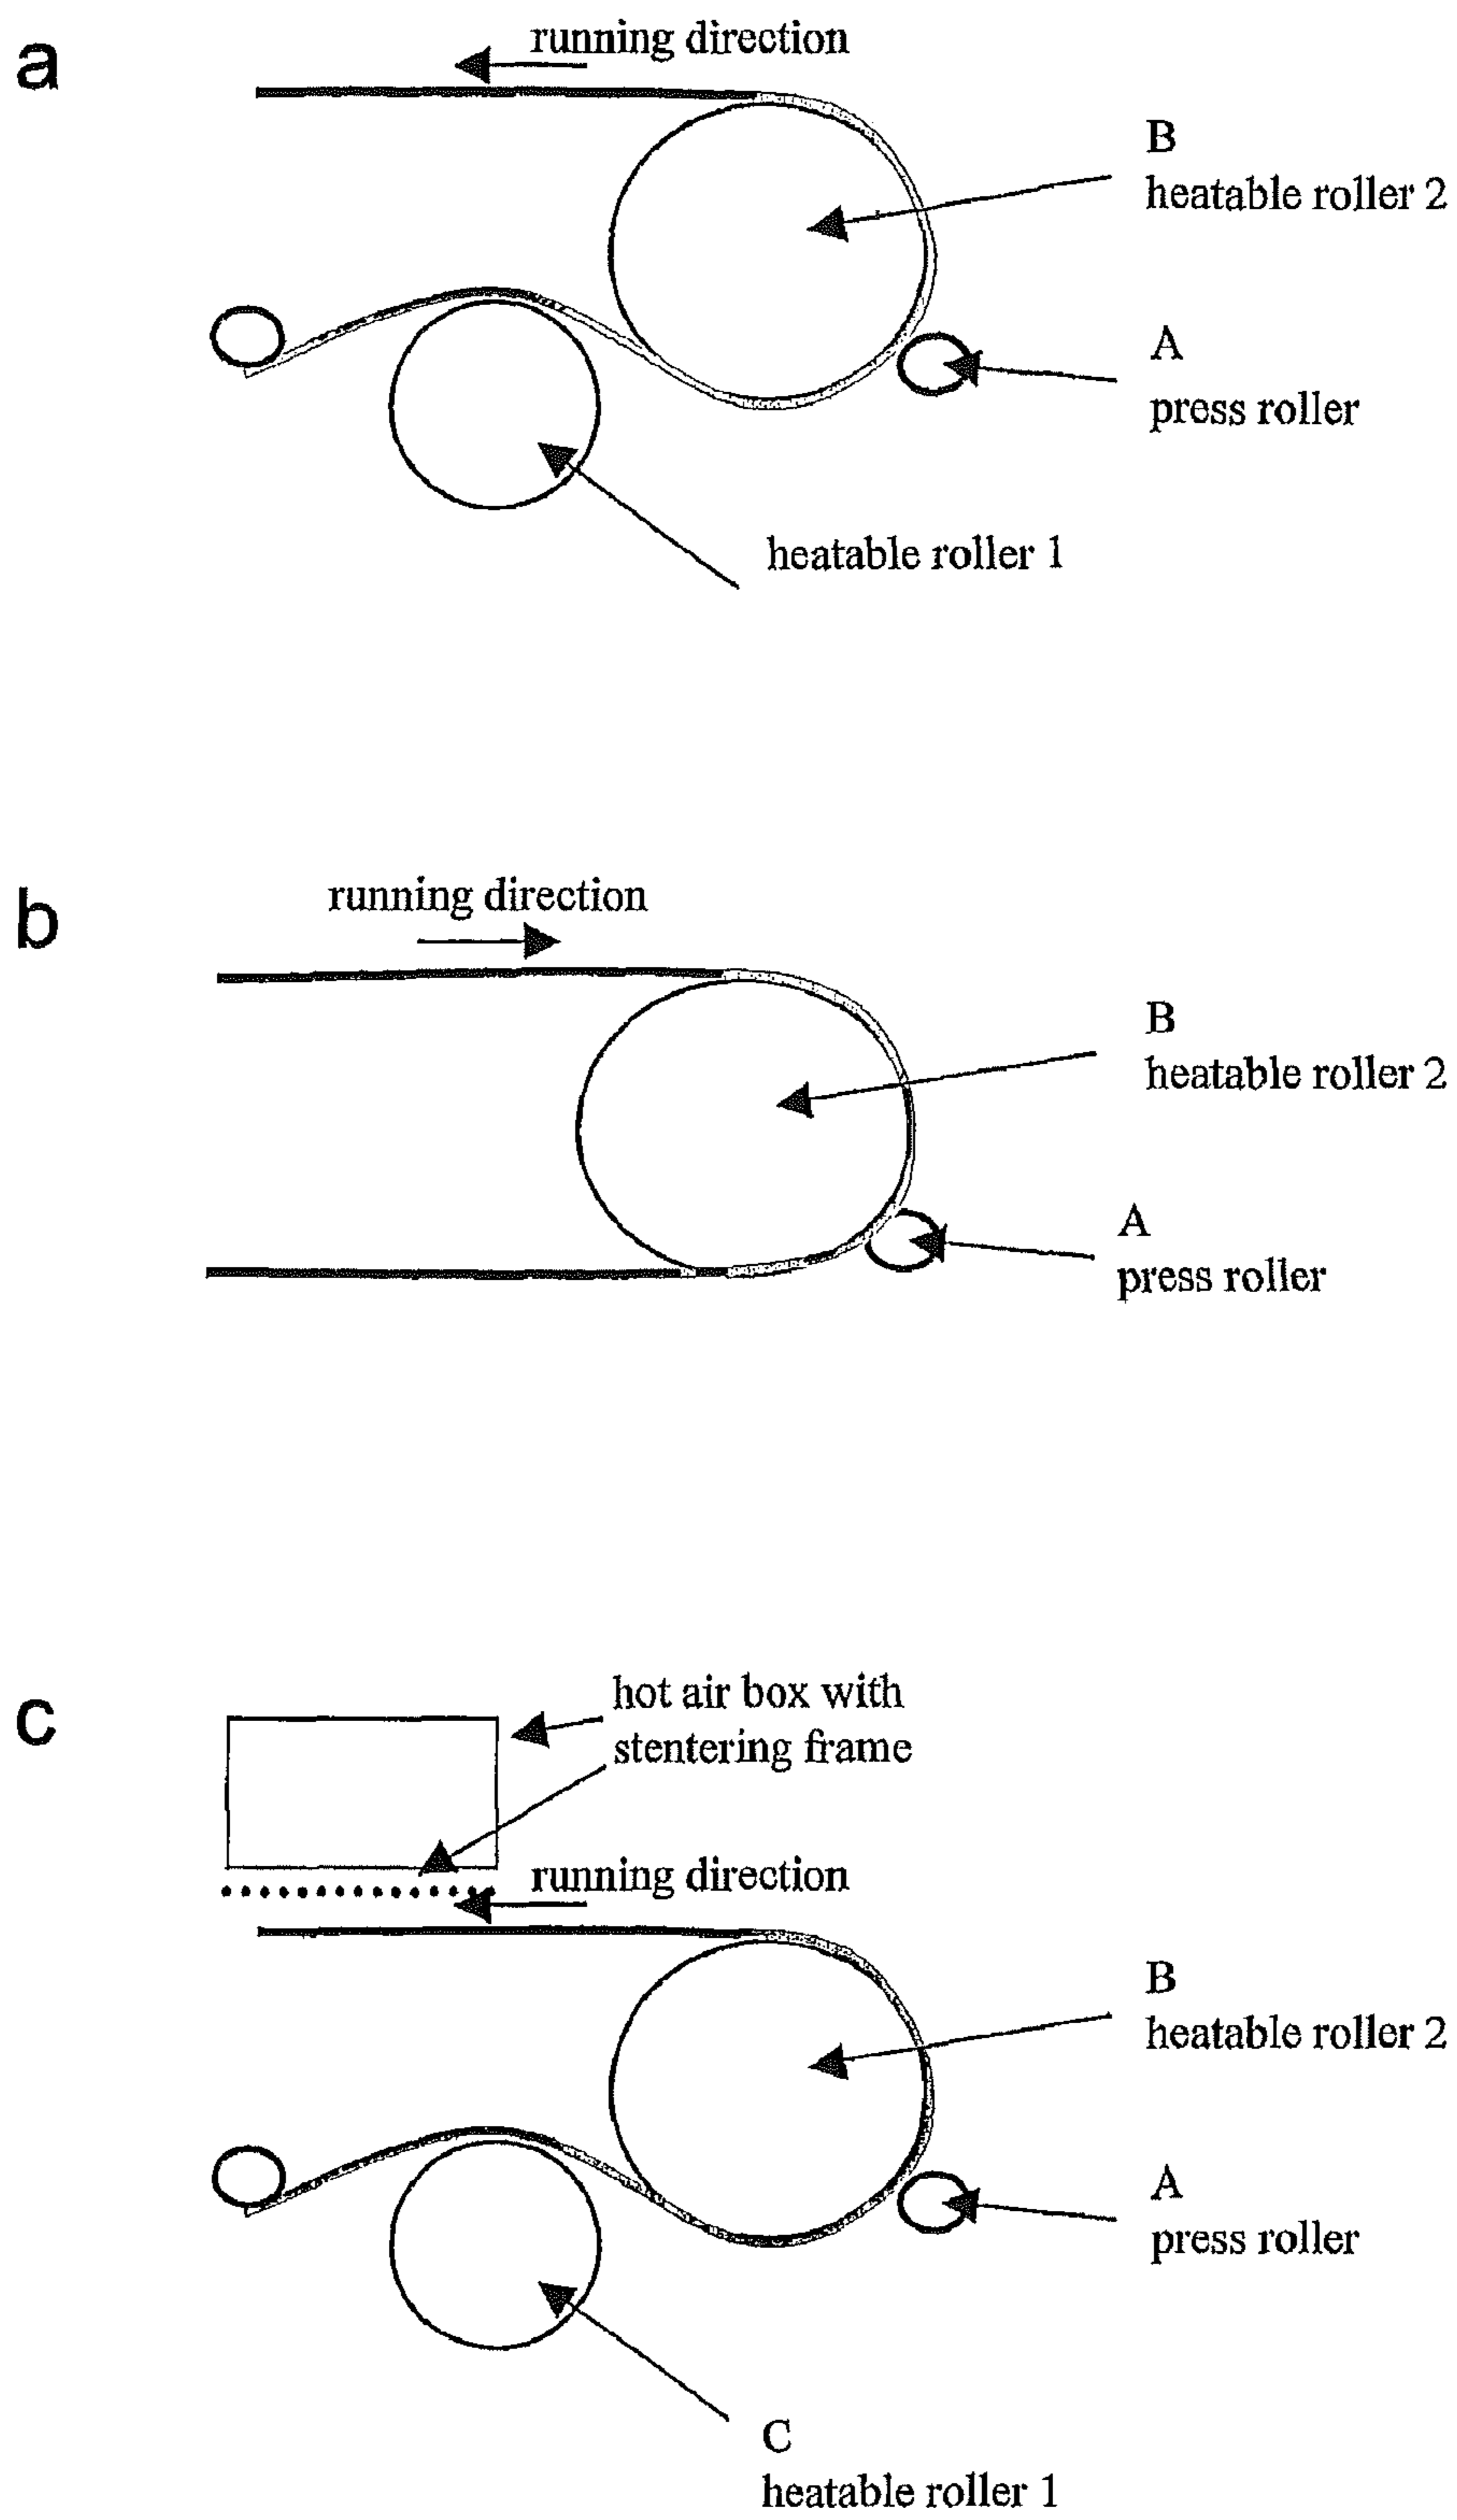 a
running direction
B
heatable roller 2
A
press roller
heatable roller 1
b
running direction
B
heatable roller 2
A
press roller
c
hot air box with
stentering frame
running direction
B
heatable roller 2
A
press roller
C
heatable roller 1